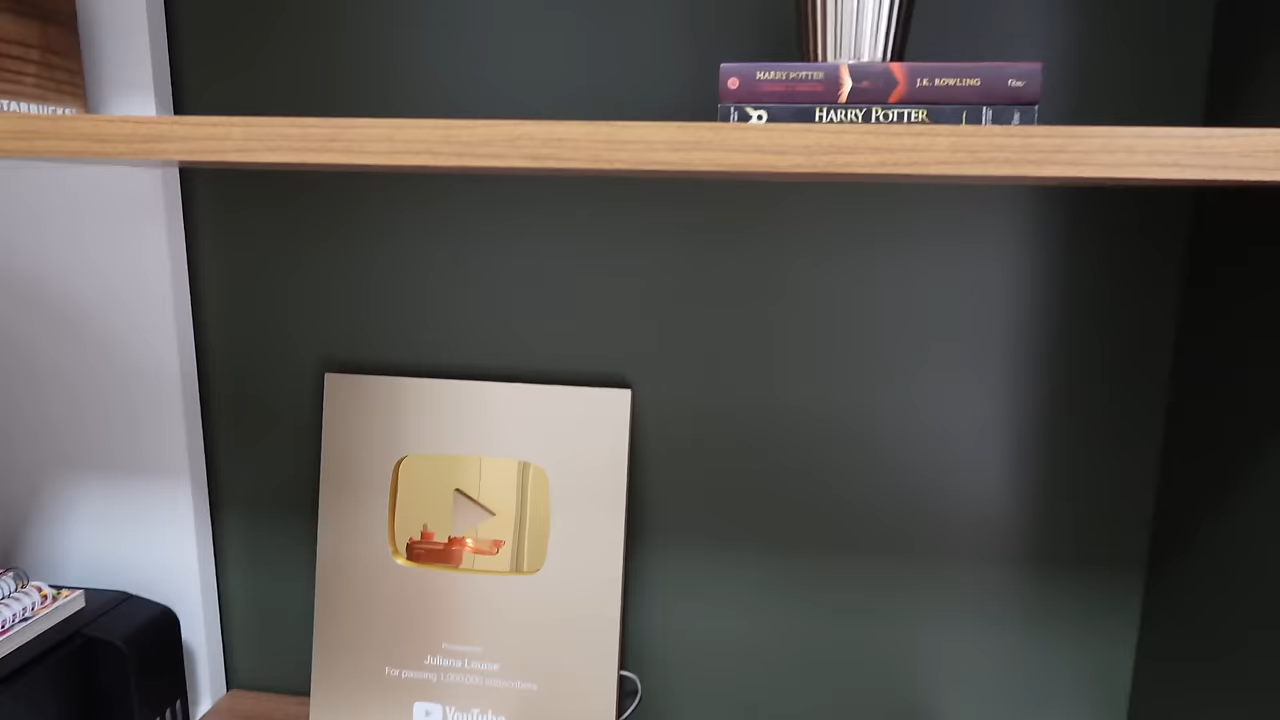 STARBUCKS
HARRY POTTER J.K. ROWLING
HARRY POTTER
Juliana Louise
For passing 1,000,000 subscribers
YouTube